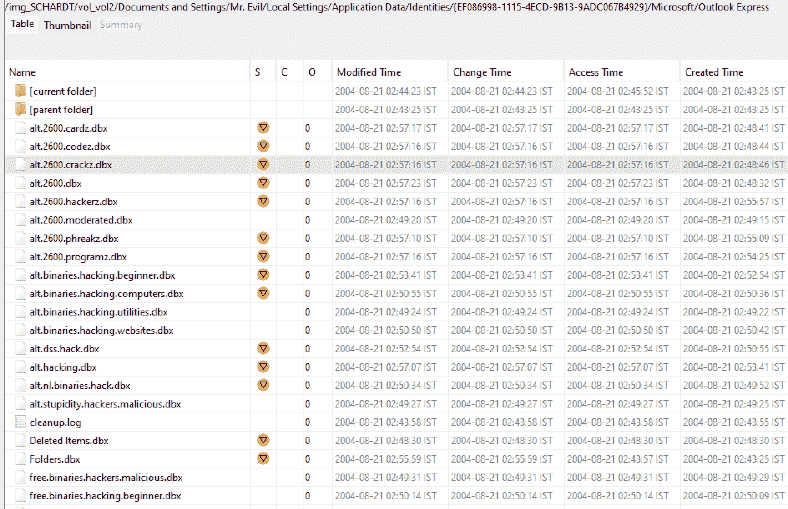 /img_SCHARDT/vol_vol2/Documents and Settings/Mr. Evil/Local Settings/Application Data/Identities/{EF086998-1115-4ECD-9B13-9ADC067B4929}/Microsoft/Outlook Express
Table Thumbnail Summary
Name S C O Modified Time Change Time Access Time Created Time
[current folder] 2004-08-21 02:44:23 IST 2004-08-21 02:44:23 IST 2004-08-21 02:45:52 IST 2004-08-21 02:43:25 IST
[parent folder] 2004-08-21 02:43:25 IST 2004-08-21 02:43:25 IST 2004-08-21 02:43:25 IST 2004-08-21 02:43:25 IST
alt.2600.cardz.dbx 0 2004-08-21 02:57:17 IST 2004-08-21 02:57:17 IST 2004-08-21 02:57:17 IST 2004-08-21 02:48:41 IST
alt.2600.codez.dbx 0 2004-08-21 02:57:16 IST 2004-08-21 02:57:16 IST 2004-08-21 02:57:16 IST 2004-08-21 02:48:44 IST
alt.2600.crackz.dbx 0 2004-08-21 02:57:16 IST 2004-08-21 02:57:16 IST 2004-08-21 02:57:16 IST 2004-08-21 02:48:46 IST
alt.2600.dbx 0 2004-08-21 02:57:23 IST 2004-08-21 02:57:23 IST 2004-08-21 02:57:23 IST 2004-08-21 02:48:32 IST
alt.2600.hackerz.dbx 0 2004-08-21 02:57:16 IST 2004-08-21 02:57:16 IST 2004-08-21 02:57:16 IST 2004-08-21 02:55:57 IST
alt.2600.moderated.dbx 0 2004-08-21 02:49:20 IST 2004-08-21 02:49:20 IST 2004-08-21 02:49:20 IST 2004-08-21 02:49:15 IST
alt.2600.phreakz.dbx 0 2004-08-21 02:57:10 IST 2004-08-21 02:57:10 IST 2004-08-21 02:57:10 IST 2004-08-21 02:55:09 IST
alt.2600.programz.dbx 0 2004-08-21 02:57:16 IST 2004-08-21 02:57:16 IST 2004-08-21 02:57:16 IST 2004-08-21 02:54:25 IST
alt.binaries.hacking.beginner.dbx 0 2004-08-21 02:53:41 IST 2004-08-21 02:53:41 IST 2004-08-21 02:53:41 IST 2004-08-21 02:52:54 IST
alt.binaries.hacking.computers.dbx 0 2004-08-21 02:50:55 IST 2004-08-21 02:50:55 IST 2004-08-21 02:50:55 IST 2004-08-21 02:50:36 IST
alt.binaries.hacking.utilities.dbx 0 2004-08-21 02:49:24 IST 2004-08-21 02:49:24 IST 2004-08-21 02:49:24 IST 2004-08-21 02:49:22 IST
alt.binaries.hacking.websites.dbx 0 2004-08-21 02:50:50 IST 2004-08-21 02:50:50 IST 2004-08-21 02:50:50 IST 2004-08-21 02:50:42 IST
alt.dss.hack.dbx 0 2004-08-21 02:52:54 IST 2004-08-21 02:52:54 IST 2004-08-21 02:52:54 IST 2004-08-21 02:50:55 IST
alt.hacking.dbx 0 2004-08-21 02:57:07 IST 2004-08-21 02:57:07 IST 2004-08-21 02:57:07 IST 2004-08-21 02:53:41 IST
alt.nl.binaries.hack.dbx 0 2004-08-21 02:50:34 IST 2004-08-21 02:50:34 IST 2004-08-21 02:50:34 IST 2004-08-21 02:49:52 IST
alt.stupidity.hackers.malicious.dbx 0 2004-08-21 02:49:27 IST 2004-08-21 02:49:27 IST 2004-08-21 02:49:27 IST 2004-08-21 02:49:25 IST
cleanup.log 0 2004-08-21 02:43:58 IST 2004-08-21 02:43:58 IST 2004-08-21 02:43:58 IST 2004-08-21 02:43:55 IST
Deleted Items.dbx 0 2004-08-21 02:48:30 IST 2004-08-21 02:48:30 IST 2004-08-21 02:48:30 IST 2004-08-21 02:48:30 IST
Folders.dbx 0 2004-08-21 02:55:59 IST 2004-08-21 02:55:59 IST 2004-08-21 02:43:57 IST 2004-08-21 02:43:25 IST
free.binaries.hackers.malicious.dbx 0 2004-08-21 02:49:31 IST 2004-08-21 02:49:31 IST 2004-08-21 02:49:31 IST 2004-08-21 02:49:29 IST
free.binaries.hacking.beginner.dbx 0 2004-08-21 02:50:14 IST 2004-08-21 02:50:14 IST 2004-08-21 02:50:14 IST 2004-08-21 02:50:09 IST